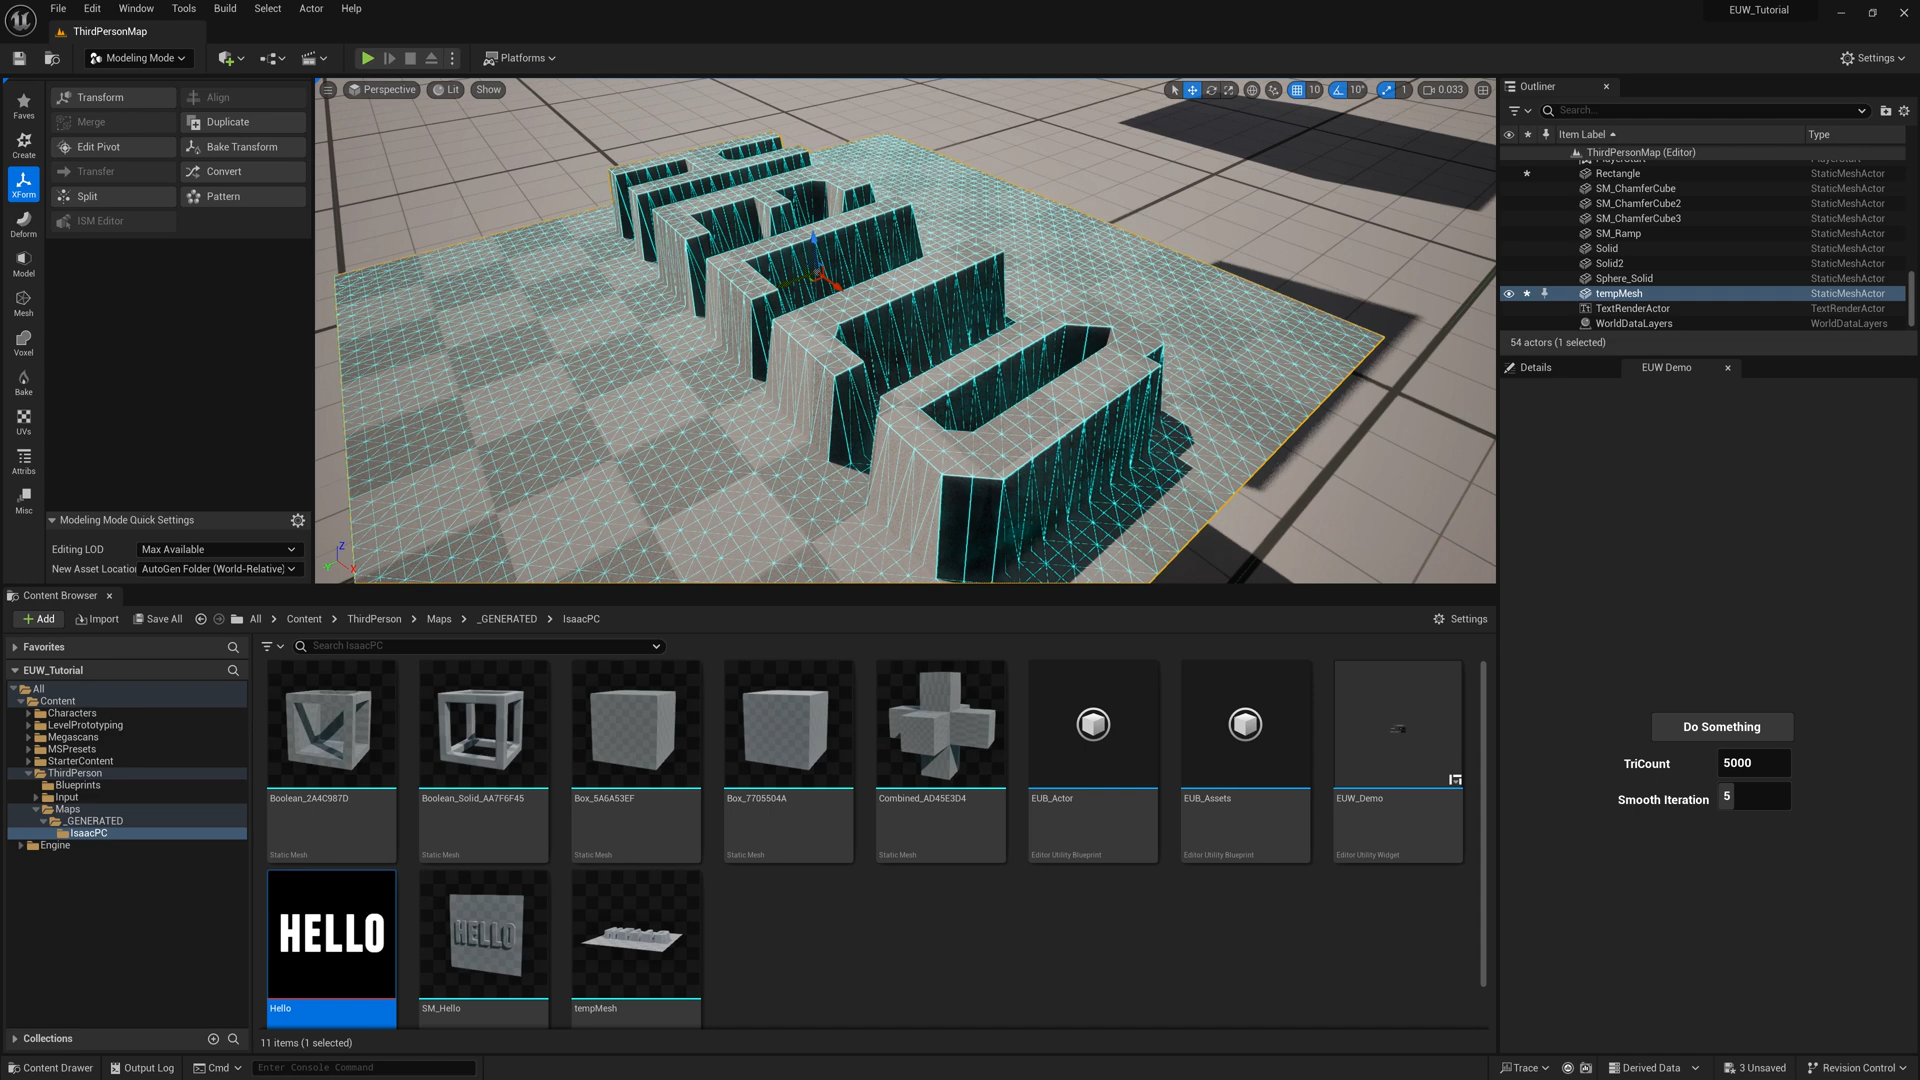 File Edit Window Tools Build Select Actor Help
EUW_Tutorial
ThirdPersonMap
Modeling Mode
Platforms
Settings
Faves
Create
XForm
Deform
Model
Mesh
Voxel
Bake
UVs
Attribs
Misc
Transform Align
Merge Duplicate
Edit Pivot Bake Transform
Transfer Convert
Split Pattern
ISM Editor
Modeling Mode Quick Settings
Editing LOD Max Available
New Asset Location AutoGen Folder (World-Relative)
Perspective Lit Show
10 10° 1 0.033
Z
Y
X
Outliner
Search...
Item Label Type
ThirdPersonMap (Editor)
PlayerStart PlayerStart
Rectangle StaticMeshActor
SM_ChamferCube StaticMeshActor
SM_ChamferCube2 StaticMeshActor
SM_ChamferCube3 StaticMeshActor
SM_Ramp StaticMeshActor
Solid StaticMeshActor
Solid2 StaticMeshActor
Sphere_Solid StaticMeshActor
tempMesh StaticMeshActor
TextRenderActor TextRenderActor
WorldDataLayers WorldDataLayers
54 actors (1 selected)
Details EUW Demo
Do Something
TriCount 5000
Smooth Iteration 5
Content Browser
Add Import Save All All Content ThirdPerson Maps _GENERATED IsaacPC
Settings
Favorites
EUW_Tutorial
All
Content
Characters
LevelPrototyping
Megascans
MSPresets
StarterContent
ThirdPerson
Blueprints
Input
Maps
_GENERATED
IsaacPC
Engine
Collections
Search IsaacPC
Boolean_2A4C987D
Static Mesh
Boolean_Solid_AA7F6F45
Static Mesh
Box_5A6A53EF
Static Mesh
Box_7705504A
Static Mesh
Combined_AD45E3D4
Static Mesh
EUB_Actor
Editor Utility Blueprint
EUB_Assets
Editor Utility Blueprint
EUW_Demo
Editor Utility Widget
HELLO
Hello
HELLO
SM_Hello
tempMesh
11 items (1 selected)
Content Drawer Output Log Cmd Enter Console Command
Trace Derived Data 3 Unsaved Revision Control